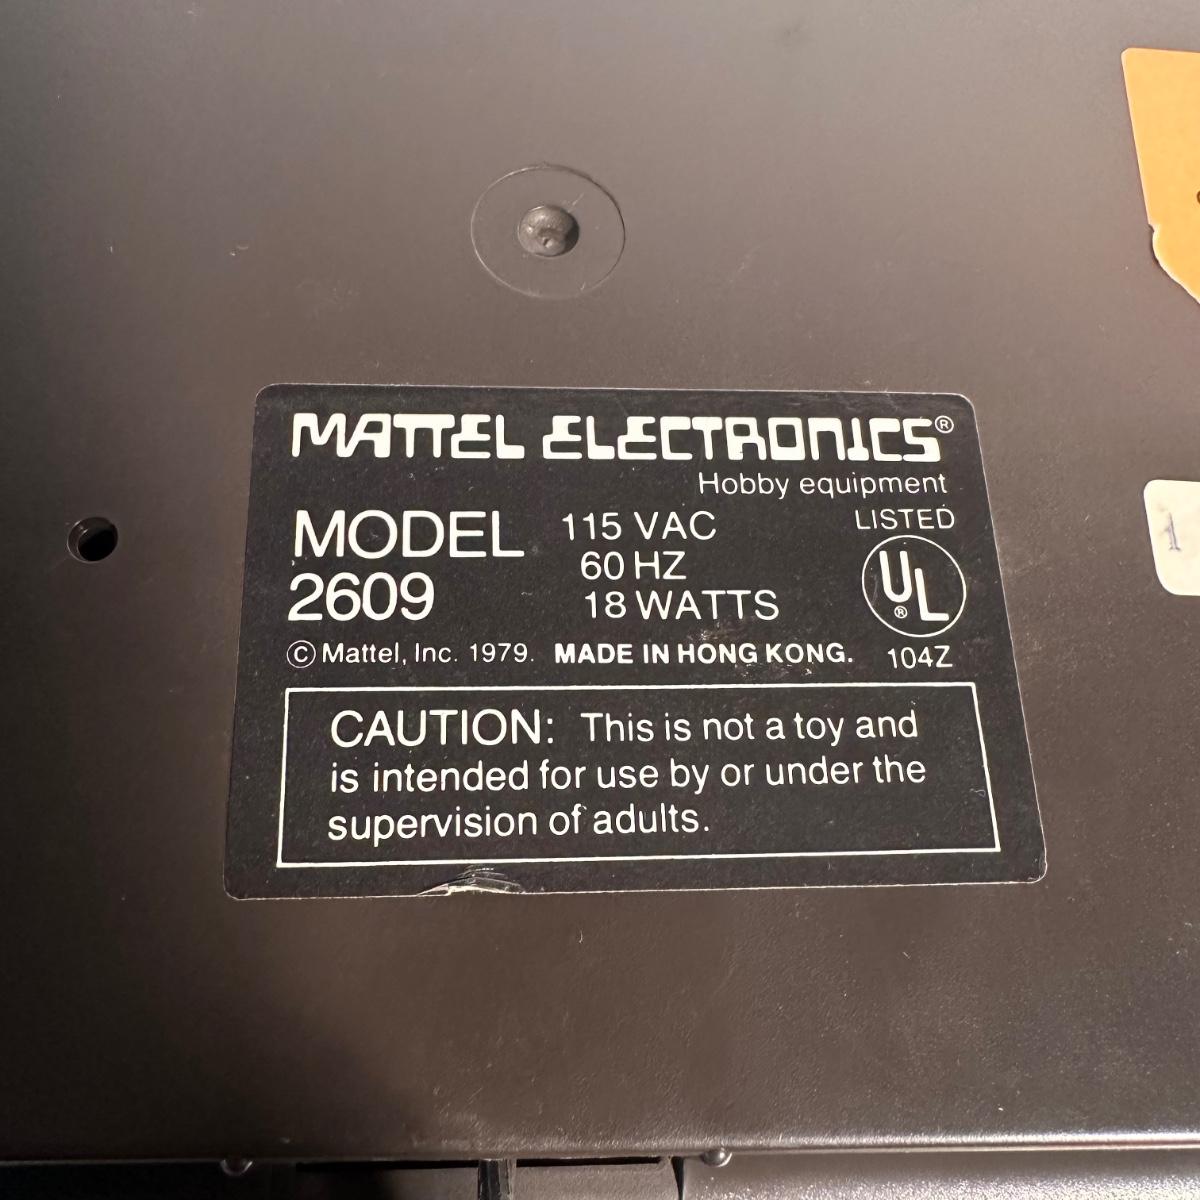 MATTEL ELECTRONICS®
Hobby equipment
MODEL 2609
115 VAC
60 HZ
18 WATTS
LISTED
UL®
104Z
© Mattel, Inc. 1979. MADE IN HONG KONG.
CAUTION: This is not a toy and
is intended for use by or under the
supervision of adults.
1